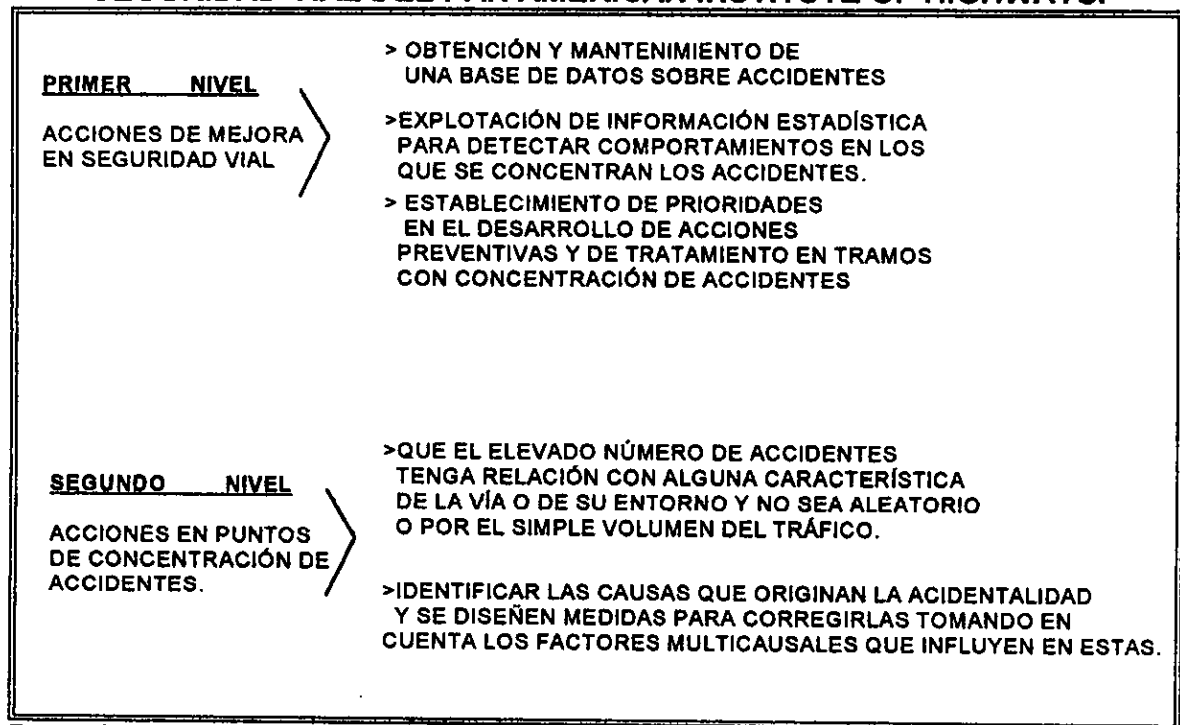 PRIMER NIVEL
ACCIONES DE MEJORA
EN SEGURIDAD VIAL
> OBTENCIÓN Y MANTENIMIENTO DE
UNA BASE DE DATOS SOBRE ACCIDENTES
>EXPLOTACIÓN DE INFORMACIÓN ESTADÍSTICA
PARA DETECTAR COMPORTAMIENTOS EN LOS
QUE SE CONCENTRAN LOS ACCIDENTES.
> ESTABLECIMIENTO DE PRIORIDADES
EN EL DESARROLLO DE ACCIONES
PREVENTIVAS Y DE TRATAMIENTO EN TRAMOS
CON CONCENTRACIÓN DE ACCIDENTES
SEGUNDO NIVEL
ACCIONES EN PUNTOS
DE CONCENTRACIÓN DE
ACCIDENTES.
>QUE EL ELEVADO NÚMERO DE ACCIDENTES
TENGA RELACIÓN CON ALGUNA CARACTERÍSTICA
DE LA VÍA O DE SU ENTORNO Y NO SEA ALEATORIO
O POR EL SIMPLE VOLUMEN DEL TRÁFICO.
>IDENTIFICAR LAS CAUSAS QUE ORIGINAN LA ACIDENTALIDAD
Y SE DISEÑEN MEDIDAS PARA CORREGIRLAS TOMANDO EN
CUENTA LOS FACTORES MULTICAUSALES QUE INFLUYEN EN ESTAS.